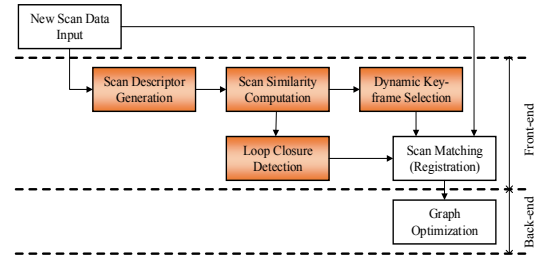 New Scan Data
Input
Scan Descriptor
Generation
Scan Similarity
Computation
Dynamic Key-
frame Selection
Loop Closure
Detection
Scan Matching
(Registration)
Graph
Optimization
Front-end
Back-end